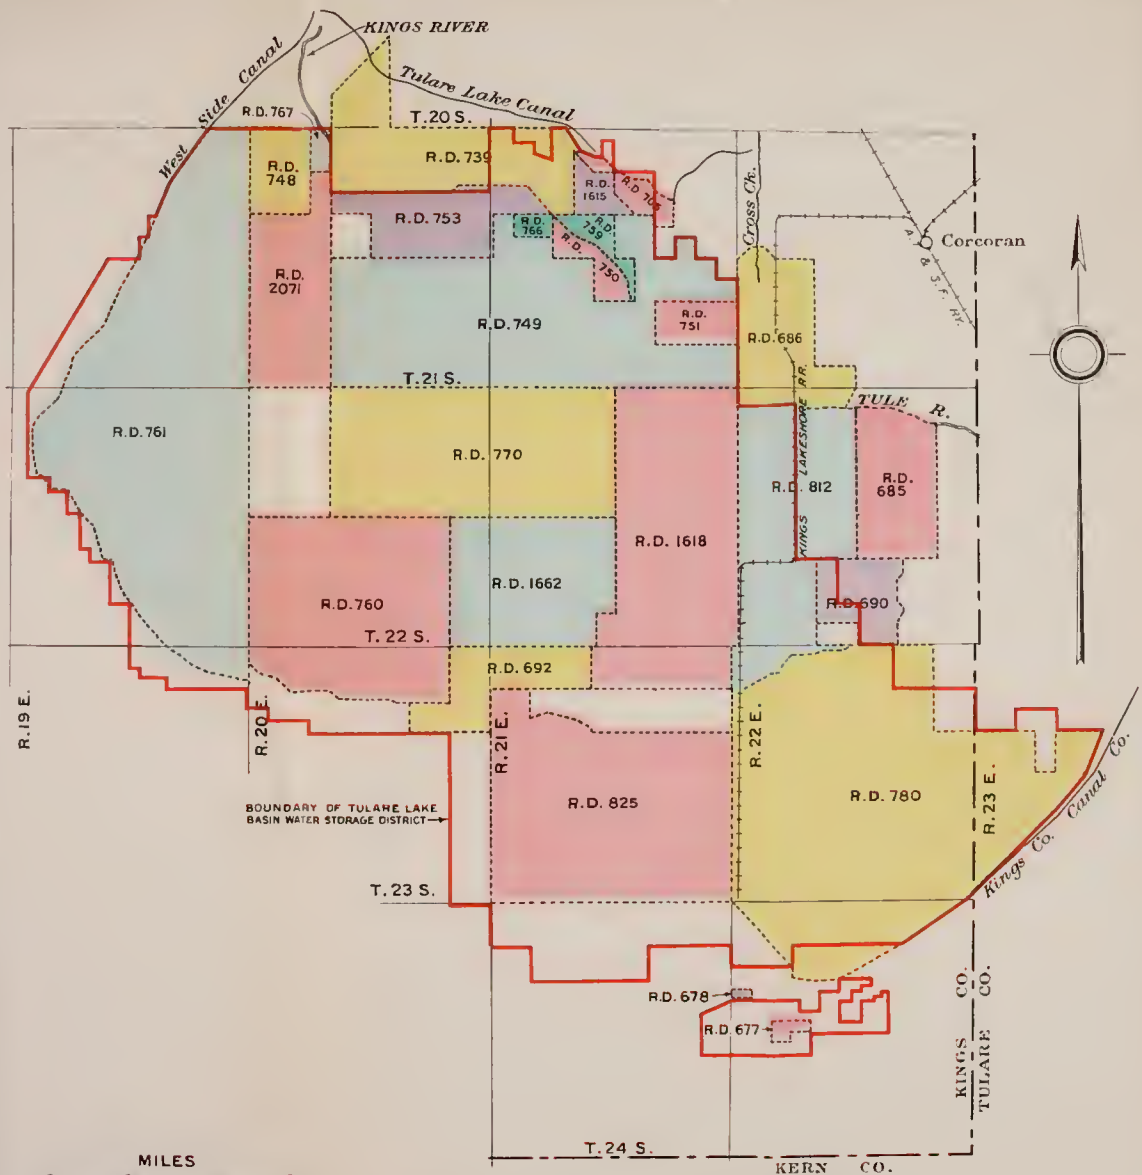 KINGS RIVER
West Side Canal
Tulare Lake Canal
R.D. 767
T. 20 S.
R.D. 739
R.D.
748
R.D.
1615
R.D. 706
Cross Ck.
R.D. 753
R.D.
766
R.D.
759
R.D.
750
Corcoran
A.T. & S.F. RY.
R.D.
2071
R.D. 749
R.D.
751
R.D. 686
T. 21 S.
KINGS LAKESHORE RR.
TULE R.
R.D. 761
R.D. 770
R.D. 812
R.D.
685
R.D. 1618
R.D. 1662
R.D. 760
R.D. 690
T. 22 S.
R.D. 692
R. 19 E.
R. 20 E.
R. 21 E.
R. 22 E.
R. 23 E.
R.D. 825
R.D. 780
BOUNDARY OF TULARE LAKE
BASIN WATER STORAGE DISTRICT
Kings Co. Canal Co.
T. 23 S.
R.D. 678
R.D. 677
KINGS CO.
TULARE CO.
T. 24 S.
MILES
KERN CO.